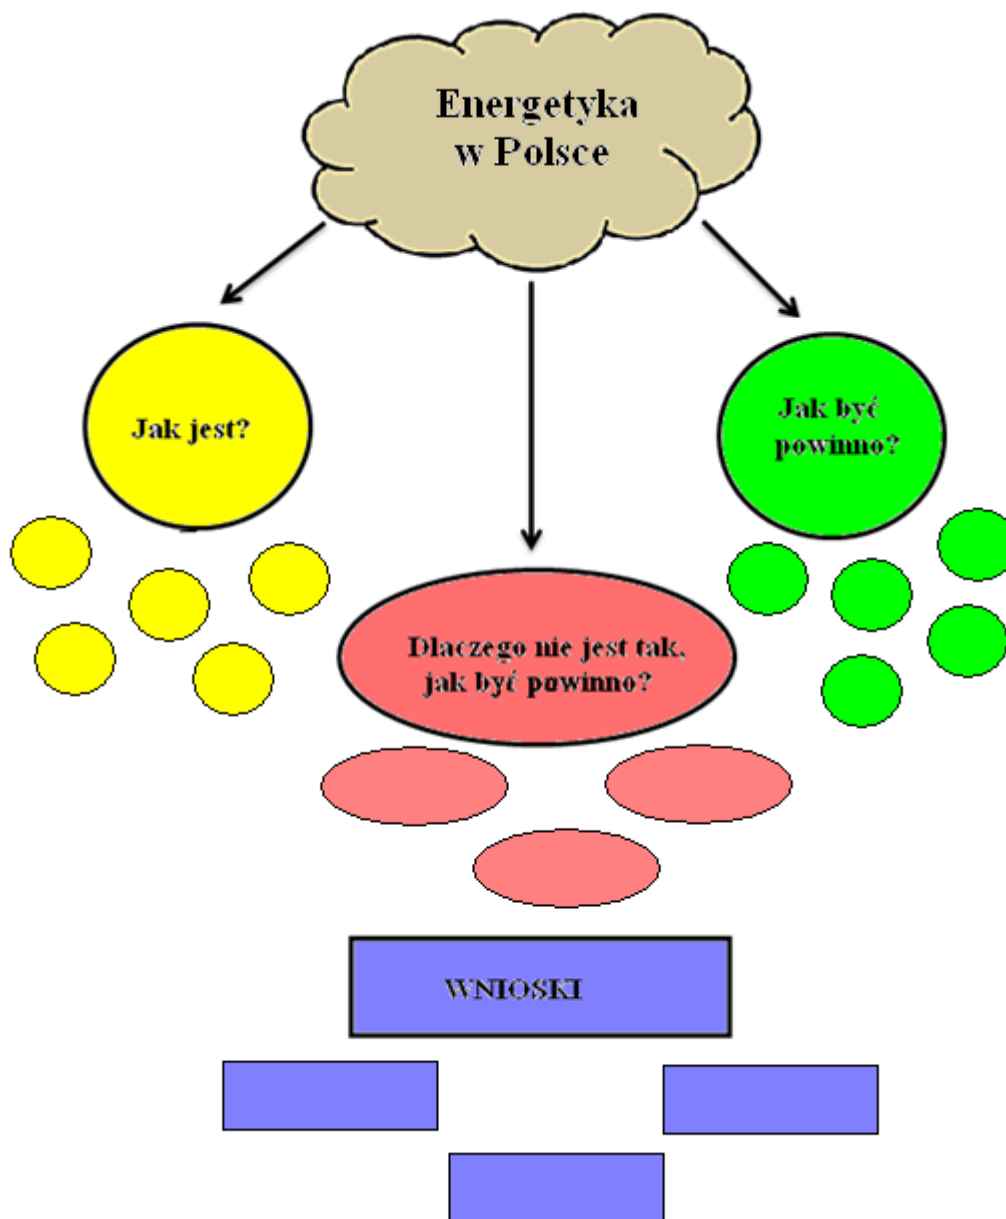 Energetyka
w Polsce
Jak jest?
Jak być
powinno?
Dlaczego nie jest tak,
jak być powinno?
WNIOSKI